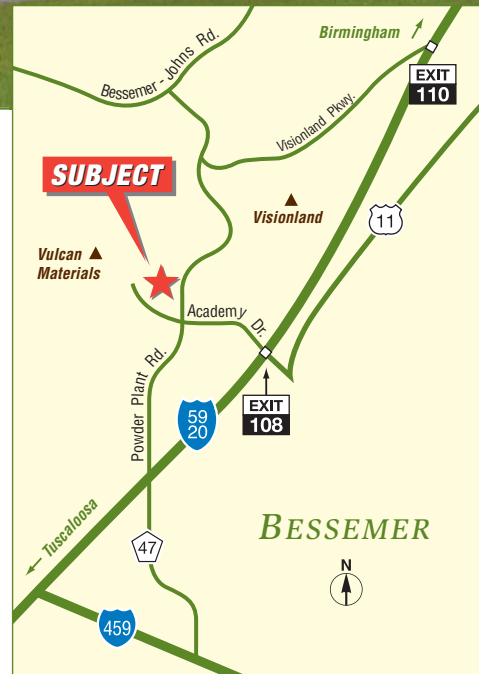 Birmingham
Bessemer - Johns Rd.
EXIT
110
Visionland Pkwy.
SUBJECT
Visionland
11
Vulcan
Materials
Academy Dr.
Powder Plant Rd.
EXIT
108
59
20
Tuscaloosa
BESSEMER
47
N
459